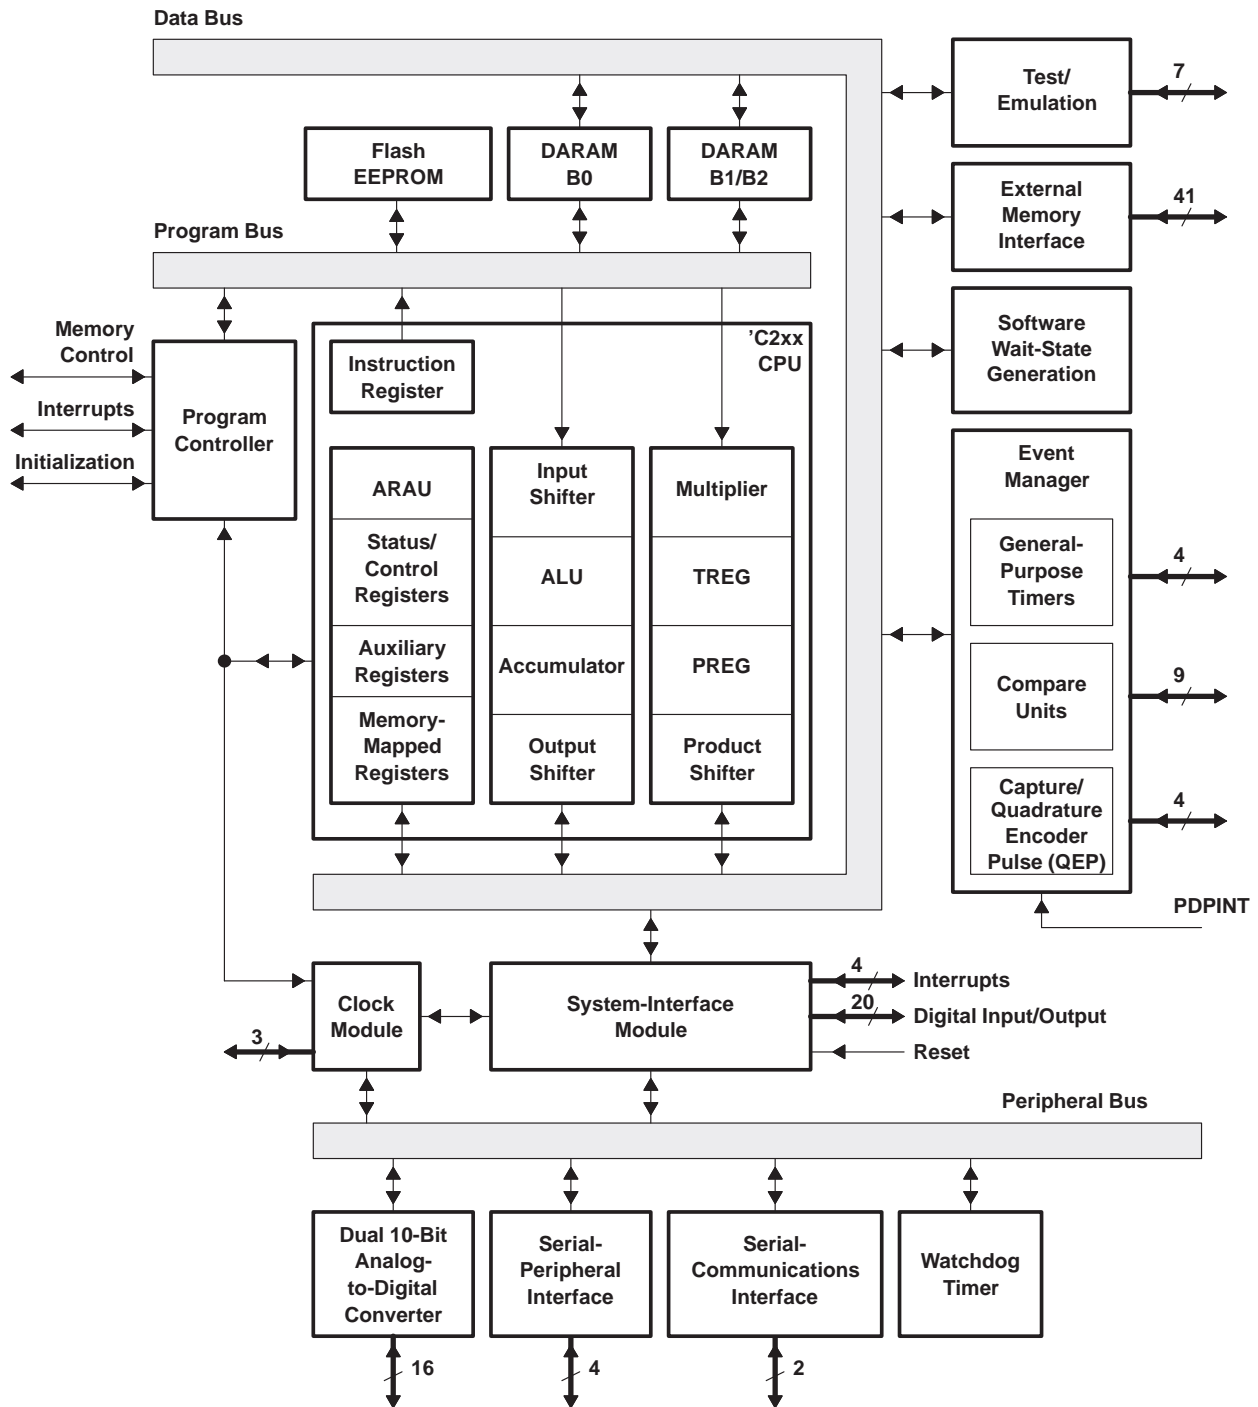 Data Bus
Test/
Emulation
7
Flash
EEPROM
DARAM
B0
DARAM
B1/B2
External
Memory
Interface
41
Program Bus
Memory
Control
Interrupts
Initialization
Program
Controller
'C2xx
CPU
Instruction
Register
Software
Wait-State
Generation
ARAU
Status/
Control
Registers
Auxiliary
Registers
Memory-
Mapped
Registers
Input
Shifter
ALU
Accumulator
Output
Shifter
Multiplier
TREG
PREG
Product
Shifter
Event
Manager
General-
Purpose
Timers
4
Compare
Units
9
Capture/
Quadrature
Encoder
Pulse (QEP)
4
PDPINT
Clock
Module
3
System-Interface
Module
4
Interrupts
20
Digital Input/Output
Reset
Peripheral Bus
Dual 10-Bit
Analog-
to-Digital
Converter
16
Serial-
Peripheral
Interface
4
Serial-
Communications
Interface
2
Watchdog
Timer